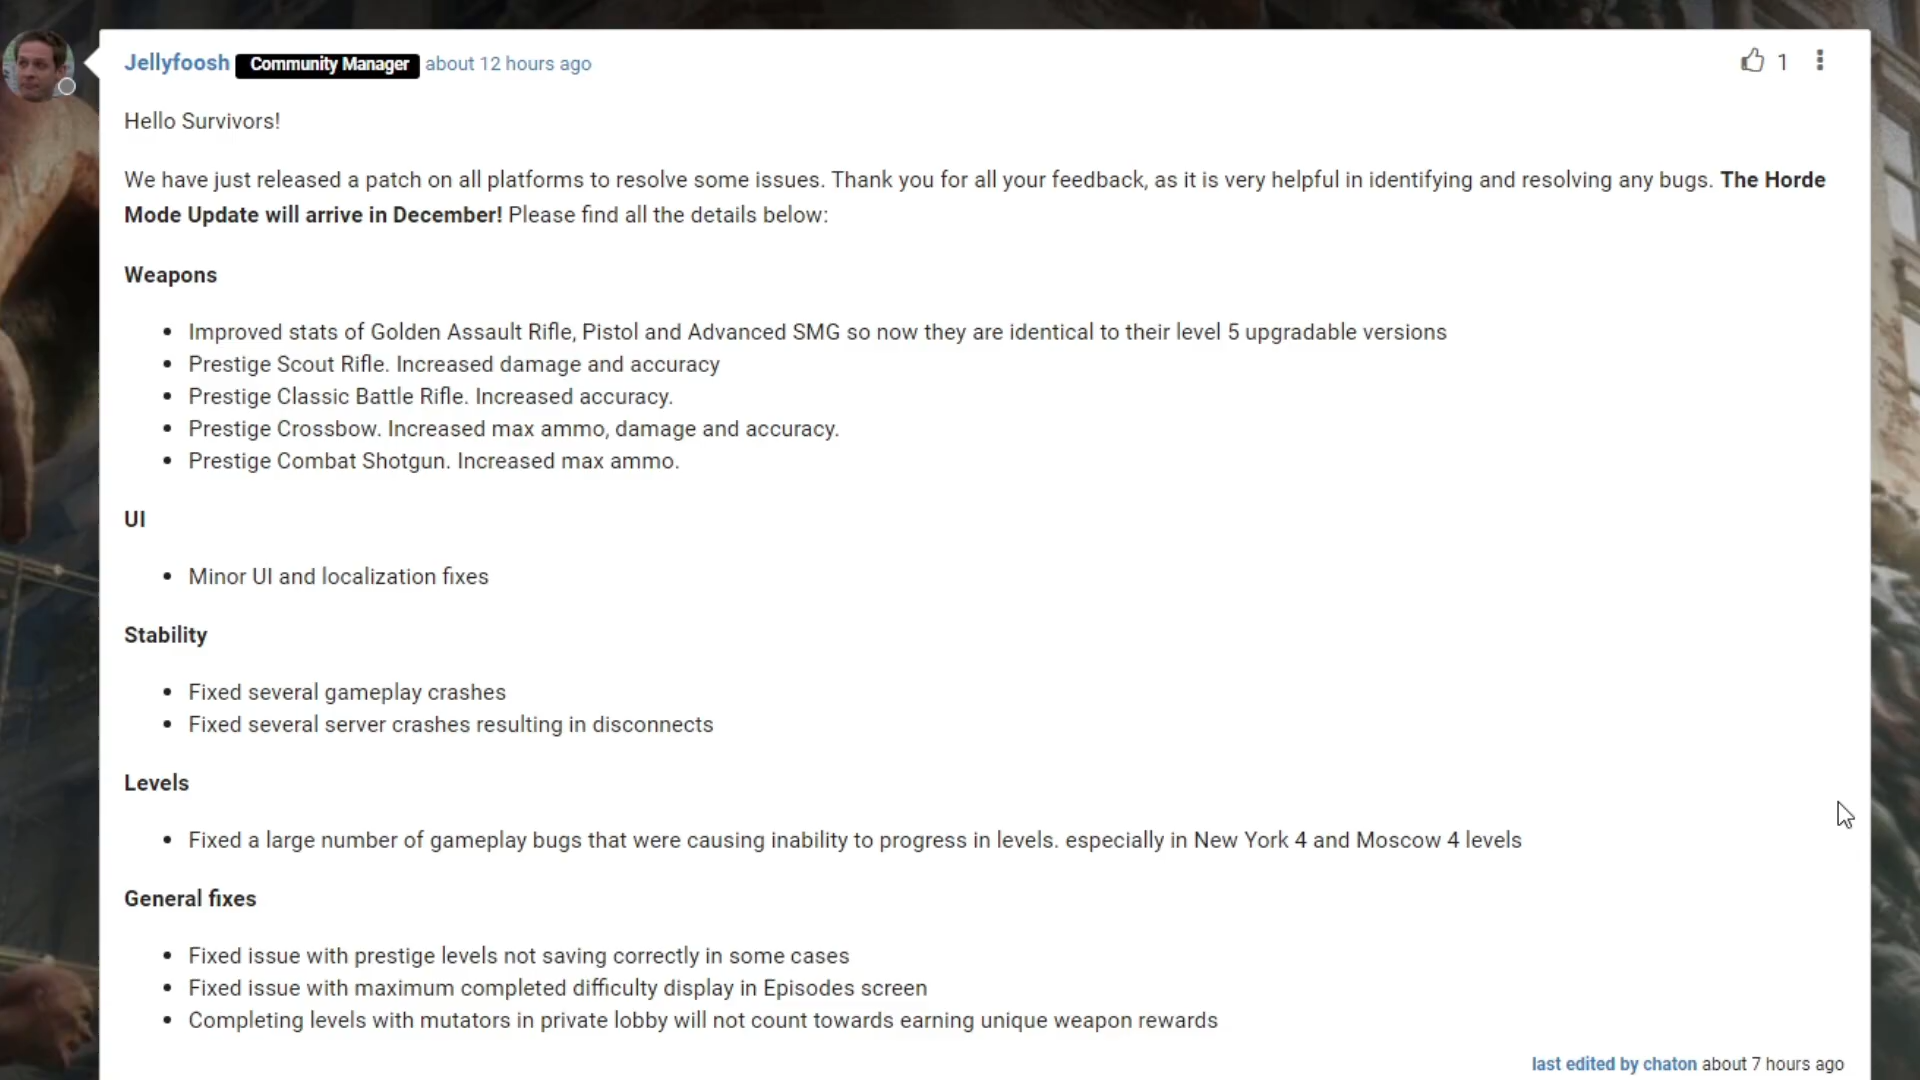 Jellyfoosh Community Manager about 12 hours ago 1
Hello Survivors!
We have just released a patch on all platforms to resolve some issues. Thank you for all your feedback, as it is very helpful in identifying and resolving any bugs. The Horde
Mode Update will arrive in December! Please find all the details below:
Weapons
• Improved stats of Golden Assault Rifle, Pistol and Advanced SMG so now they are identical to their level 5 upgradable versions
• Prestige Scout Rifle. Increased damage and accuracy
• Prestige Classic Battle Rifle. Increased accuracy.
• Prestige Crossbow. Increased max ammo, damage and accuracy.
• Prestige Combat Shotgun. Increased max ammo.
UI
• Minor UI and localization fixes
Stability
• Fixed several gameplay crashes
• Fixed several server crashes resulting in disconnects
Levels
• Fixed a large number of gameplay bugs that were causing inability to progress in levels. especially in New York 4 and Moscow 4 levels
General fixes
• Fixed issue with prestige levels not saving correctly in some cases
• Fixed issue with maximum completed difficulty display in Episodes screen
• Completing levels with mutators in private lobby will not count towards earning unique weapon rewards
last edited by chaton about 7 hours ago